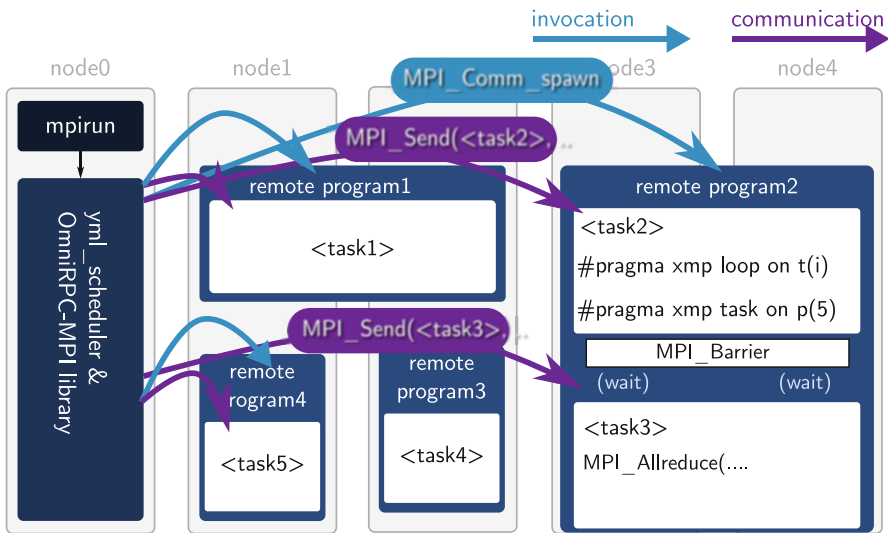 invocation
communication
node0
node1
node3
node4
MPI_Comm_spawn
mpirun
MPI_Send(<task2>, ..
remote program1
remote program2
<task1>
<task2>
#pragma xmp loop on t(i)
#pragma xmp task on p(5)
yml_scheduler &
OmniRPC-MPI library
MPI_Send(<task3>, ..
MPI_Barrier
(wait)
(wait)
remote
rogram4
remote
program3
<task5>
<task4>
<task3>
MPI_Allreduce(....